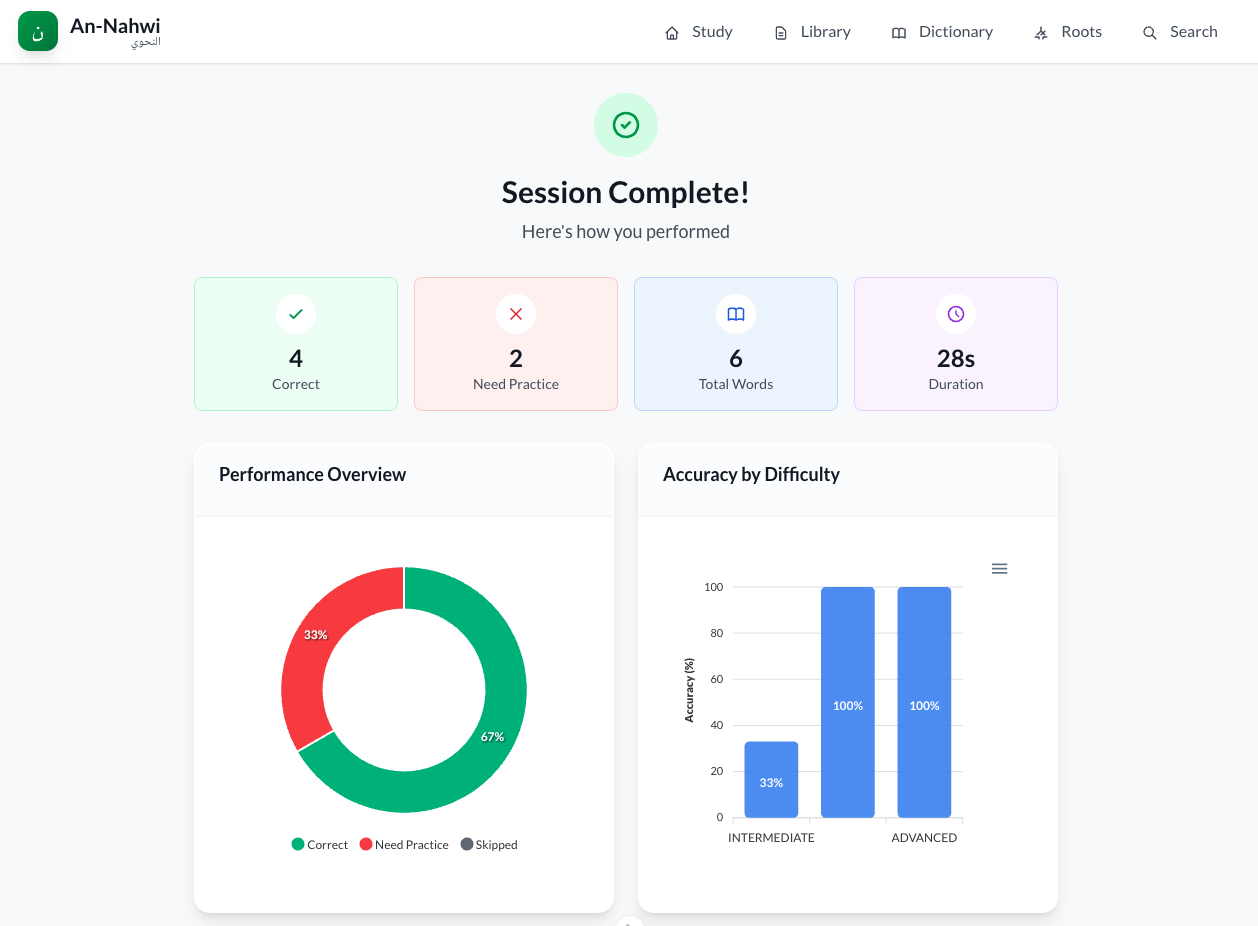 ن
An-Nahwi
النحوي
Study
Library
Dictionary
Roots
Search
Session Complete!
Here's how you performed
4
Correct
2
Need Practice
6
Total Words
28s
Duration
Performance Overview
33%
67%
Correct
Need Practice
Skipped
Accuracy by Difficulty
Accuracy (%)
100
80
60
40
20
0
33%
100%
100%
INTERMEDIATE
ADVANCED